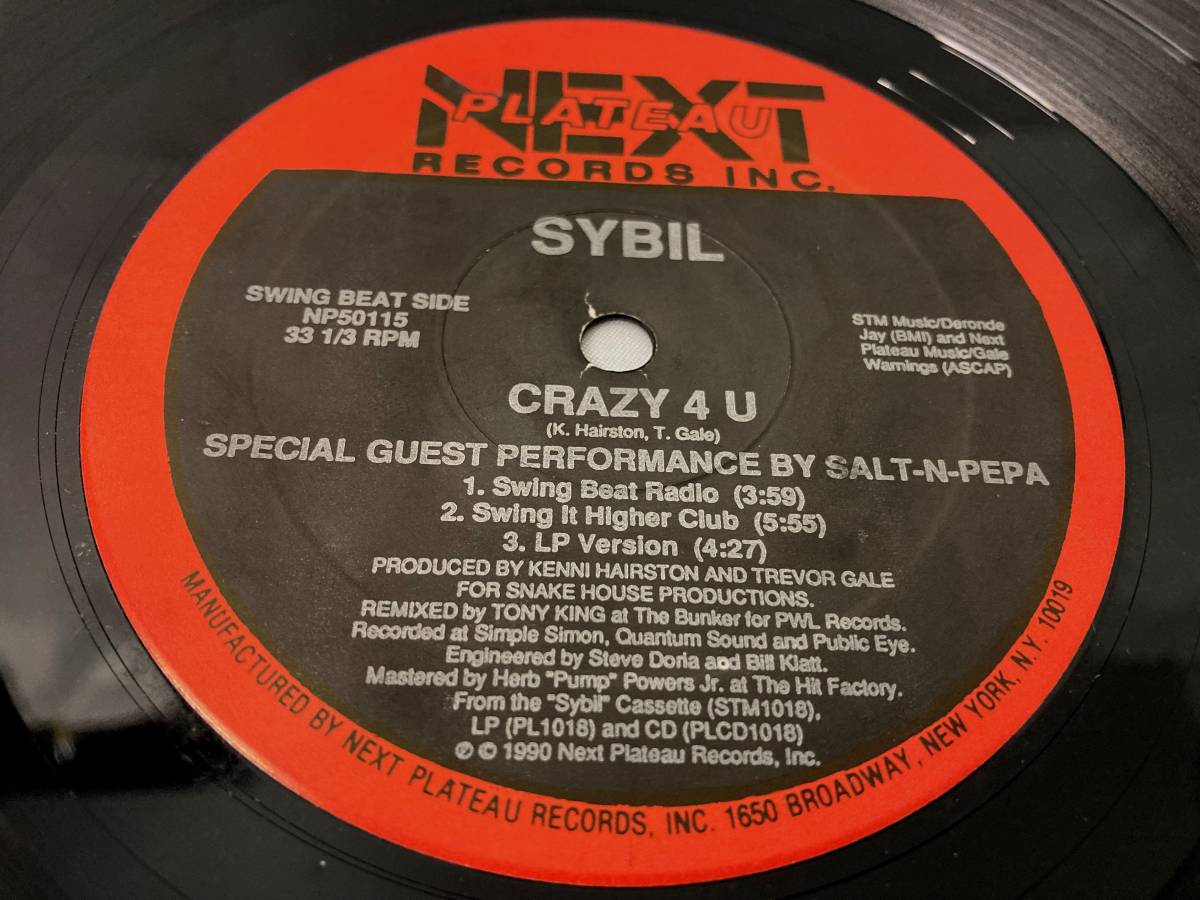 NEXT
PLATEAU
RECORDS INC.
SYBIL
SWING BEAT SIDE
NP50115
33 1/3 RPM
STM Music/Deronde
Jay (BMI) and Next
Plateau Music/Gale
Warnings (ASCAP)
CRAZY 4 U
(K. Hairston, T. Gale)
SPECIAL GUEST PERFORMANCE BY SALT-N-PEPA
1. Swing Beat Radio (3:59)
2. Swing It Higher Club (5:55)
3. LP Version (4:27)
PRODUCED BY KENNI HAIRSTON AND TREVOR GALE
FOR SNAKE HOUSE PRODUCTIONS.
REMIXED by TONY KING at The Bunker for PWL Records.
Recorded at Simple Simon, Quantum Sound and Public Eye.
Engineered by Steve Doria and Bill Klatt.
Mastered by Herb "Pump" Powers Jr. at The Hit Factory.
From the "Sybil" Cassette (STM1018),
LP (PL1018) and CD (PLCD1018)
℗ © 1990 Next Plateau Records, Inc.
MANUFACTURED BY NEXT PLATEAU RECORDS, INC. 1650 BROADWAY, NEW YORK, N.Y. 10019